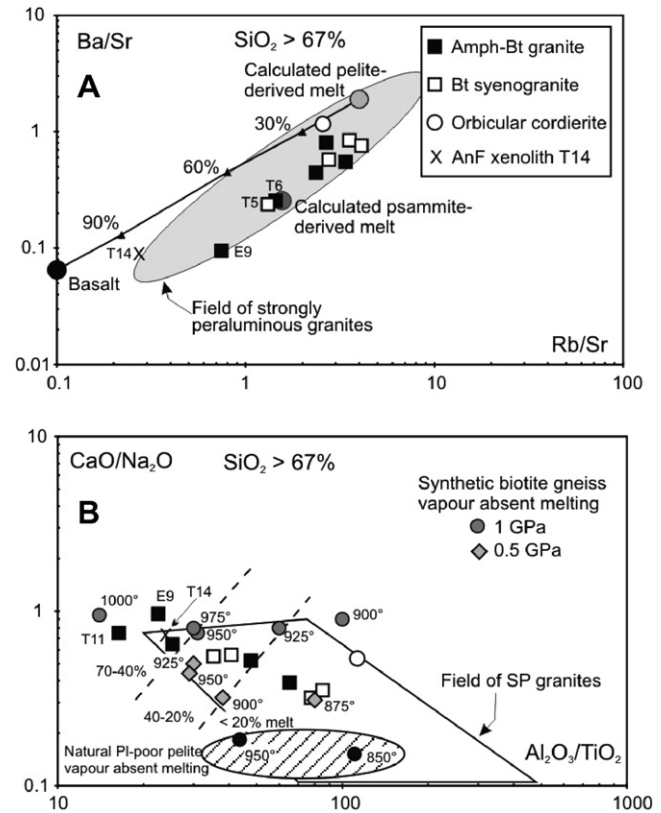 10
Ba/Sr
SiO₂ > 67%
A
Calculated pelite-
derived melt
Amph-Bt granite
Bt syenogranite
Orbicular cordierite
AnF xenolith T14
1
30%
60%
T6
T5
Calculated psammite-
derived melt
90%
0.1
T14
E9
Basalt
Field of strongly
peraluminous granites
Rb/Sr
0.01
0.1
1
10
100
10
CaO/Na₂O
SiO₂ > 67%
B
Synthetic biotite gneiss
vapour absent melting
1 GPa
0.5 GPa
1000°
E9
T14
1
975°
900°
T11
950°
925°
925°
70-40%
950°
Field of SP granites
900°
875°
40-20%
< 20% melt
Natural Pl-poor pelite
vapour absent melting
950°
850°
Al₂O₃/TiO₂
0.1
10
100
1000